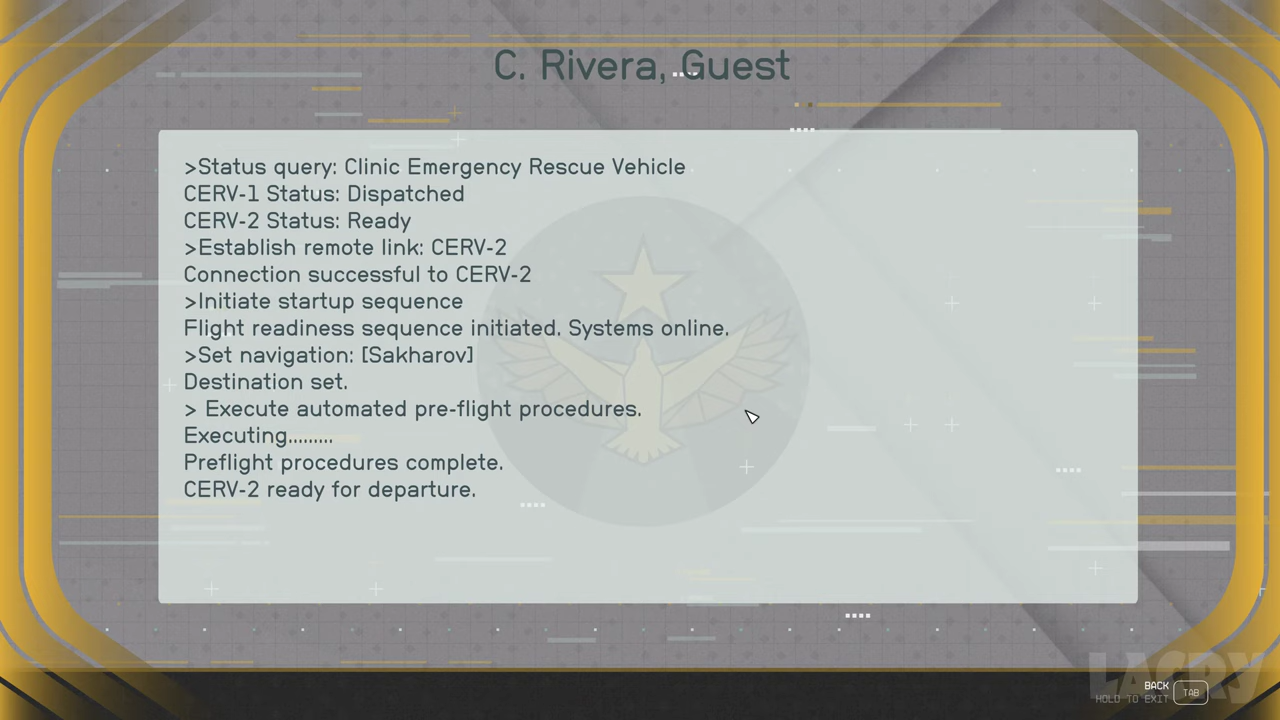 C. Rivera, Guest
>Status query: Clinic Emergency Rescue Vehicle
CERV-1 Status: Dispatched
CERV-2 Status: Ready
>Establish remote link: CERV-2
Connection successful to CERV-2
>Initiate startup sequence
Flight readiness sequence initiated. Systems online.
>Set navigation: [Sakharov]
Destination set.
> Execute automated pre-flight procedures.
Executing.........
Preflight procedures complete.
CERV-2 ready for departure.
LACRY
BACK
HOLD TO EXIT TAB